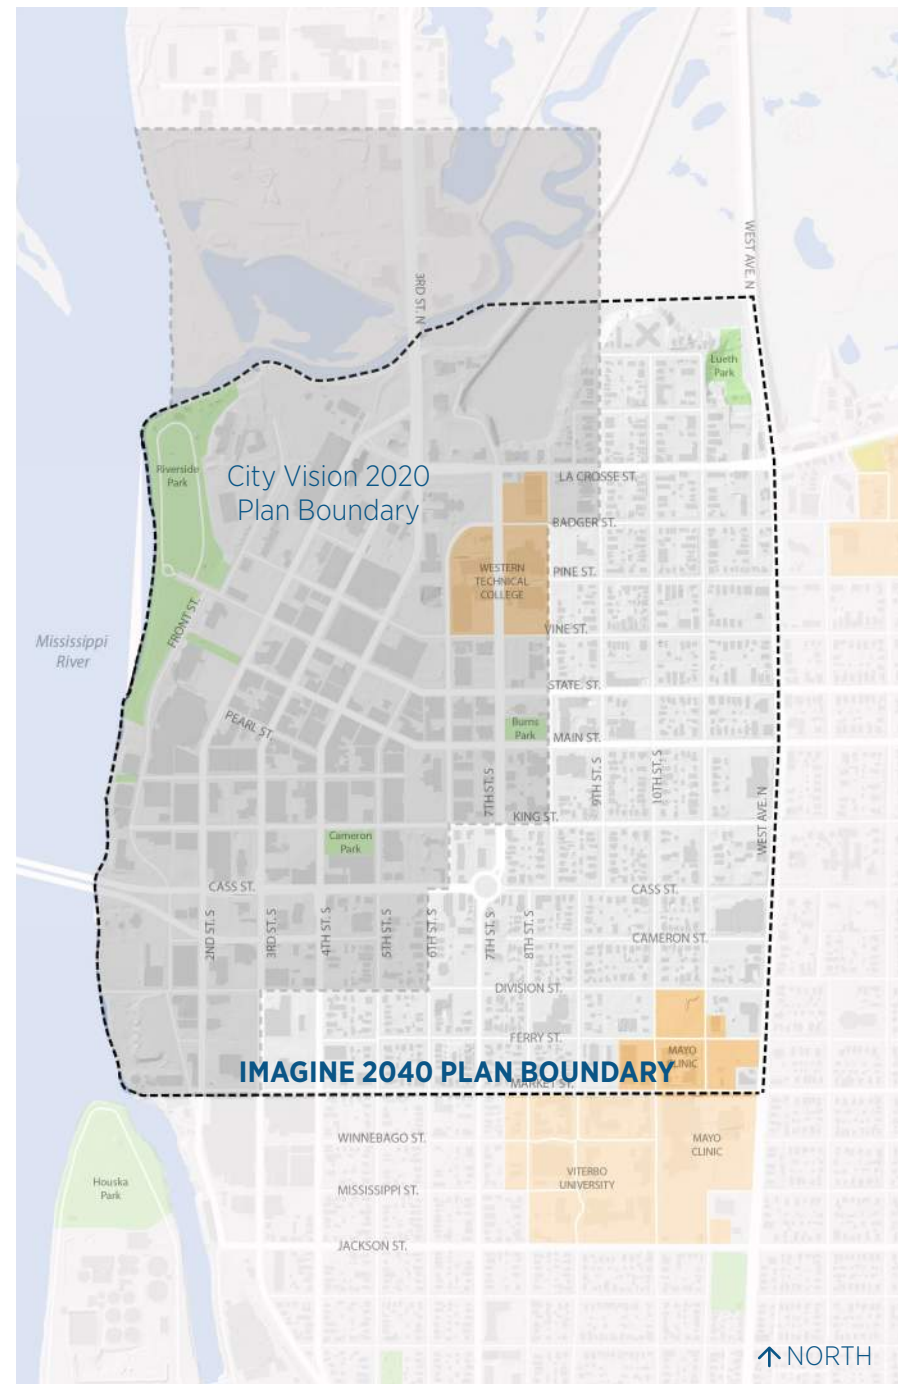 WEST AVE. N
3RD ST. N
Lueth
Park
Riverside
Park
City Vision 2020
Plan Boundary
LA CROSSE ST.
BADGER ST.
WESTERN
TECHNICAL
COLLEGE
PINE ST.
FRONT ST.
VINE ST.
Mississippi
River
STATE. ST.
PEARL ST.
Burns
Park
MAIN ST.
7TH ST. S
9TH ST. S
10TH ST. S
WEST AVE. N
KING ST.
Cameron
Park
CASS ST.
CASS ST.
2ND ST. S
3RD ST. S
4TH ST. S
5TH ST. S
6TH ST. S
7TH ST. S
8TH ST. S
CAMERON ST.
DIVISION ST.
FERRY ST.
MAYO
CLINIC
IMAGINE 2040 PLAN BOUNDARY
MARKET ST.
WINNEBAGO ST.
MAYO
CLINIC
Houska
Park
VITERBO
UNIVERSITY
MISSISSIPPI ST.
JACKSON ST.
NORTH